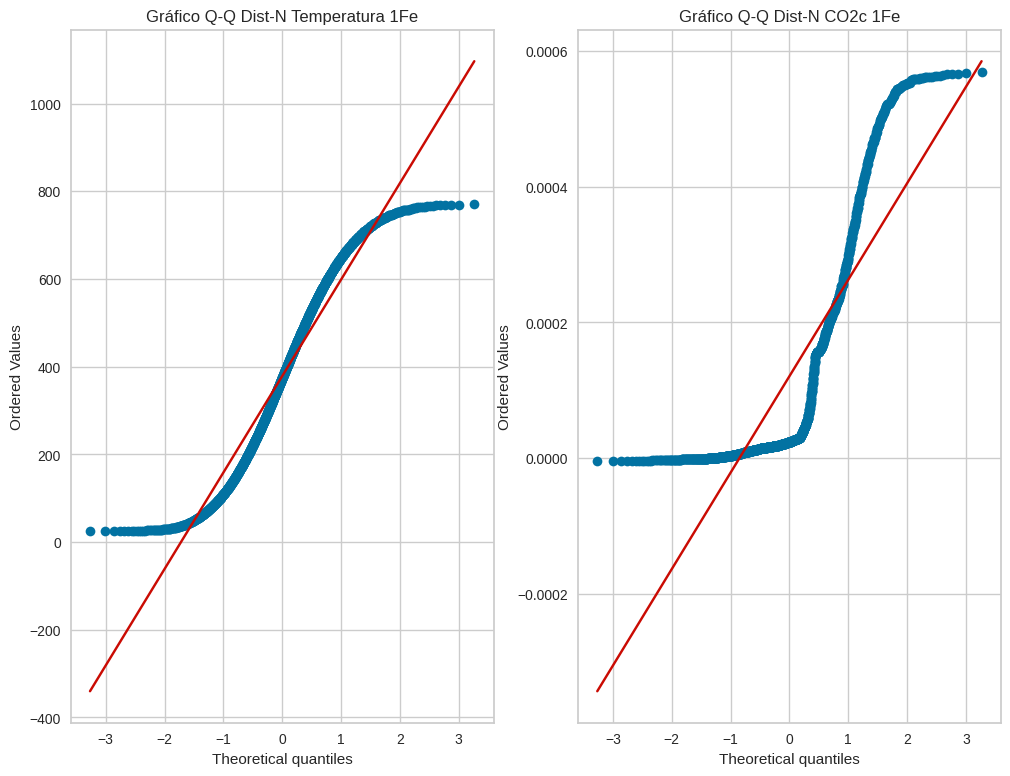 Gráfico Q-Q Dist-N Temperatura 1Fe
1000
800
600
400
200
0
−200
−400
Ordered Values
−3 −2 −1 0 1 2 3
Theoretical quantiles
Gráfico Q-Q Dist-N CO2c 1Fe
0.0006
0.0004
0.0002
0.0000
−0.0002
Ordered Values
−3 −2 −1 0 1 2 3
Theoretical quantiles